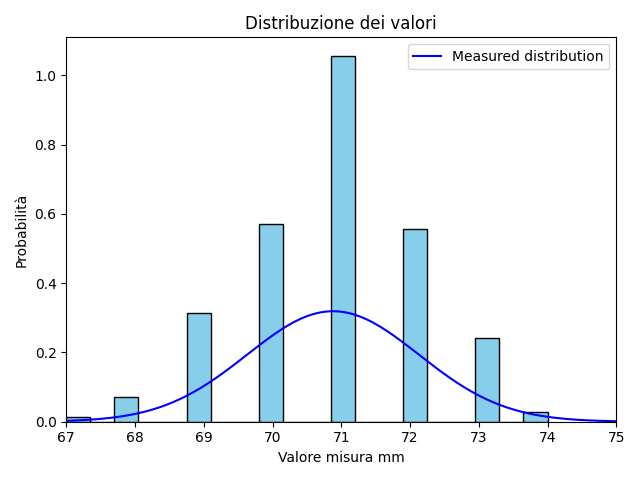 Distribuzione dei valori
Measured distribution
1.0
0.8
0.6
0.4
0.2
0.0
Probabilità
67 68 69 70 71 72 73 74 75
Valore misura mm